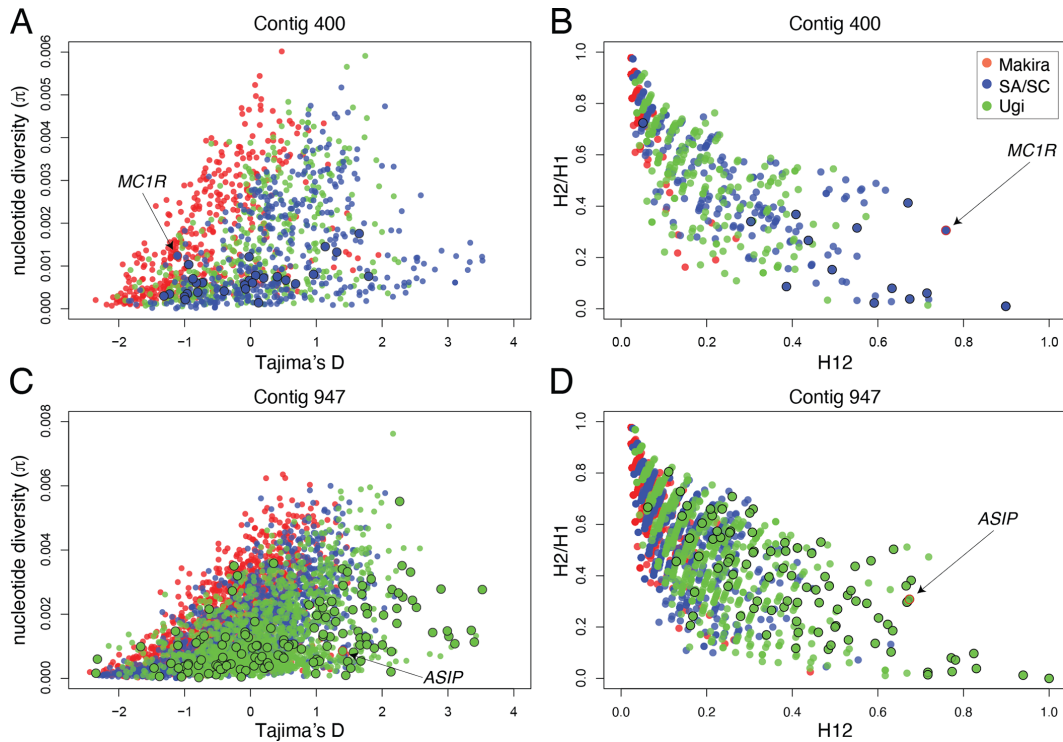 A
Contig 400
nucleotide diversity (π)
0.006
0.005
0.004
0.003
0.002
0.001
0.000
MC1R
−2
−1
0
1
2
3
4
Tajima's D
B
Contig 400
H2/H1
1.0
0.8
0.6
0.4
0.2
0.0
Makira
SA/SC
Ugi
MC1R
0.0
0.2
0.4
0.6
0.8
1.0
H12
C
Contig 947
nucleotide diversity (π)
0.008
0.006
0.004
0.002
0.000
ASIP
−2
−1
0
1
2
3
4
Tajima's D
D
Contig 947
H2/H1
1.0
0.8
0.6
0.4
0.2
0.0
ASIP
0.0
0.2
0.4
0.6
0.8
1.0
H12